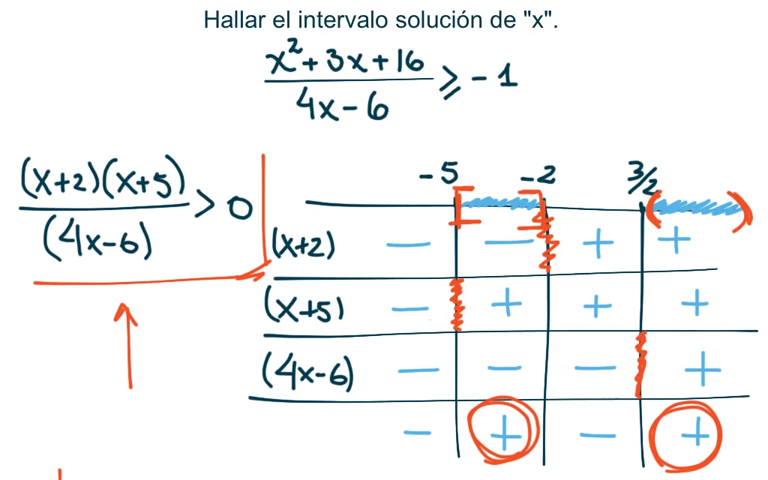 Hallar el intervalo solución de "x".
x²+3x+16
4x-6
≥ -1
(x+2)(x+5)
(4x-6)
> 0
-5 -2 3/2
(x+2) - - + +
(x+5) - + + +
(4x-6) - - - +
- + - +